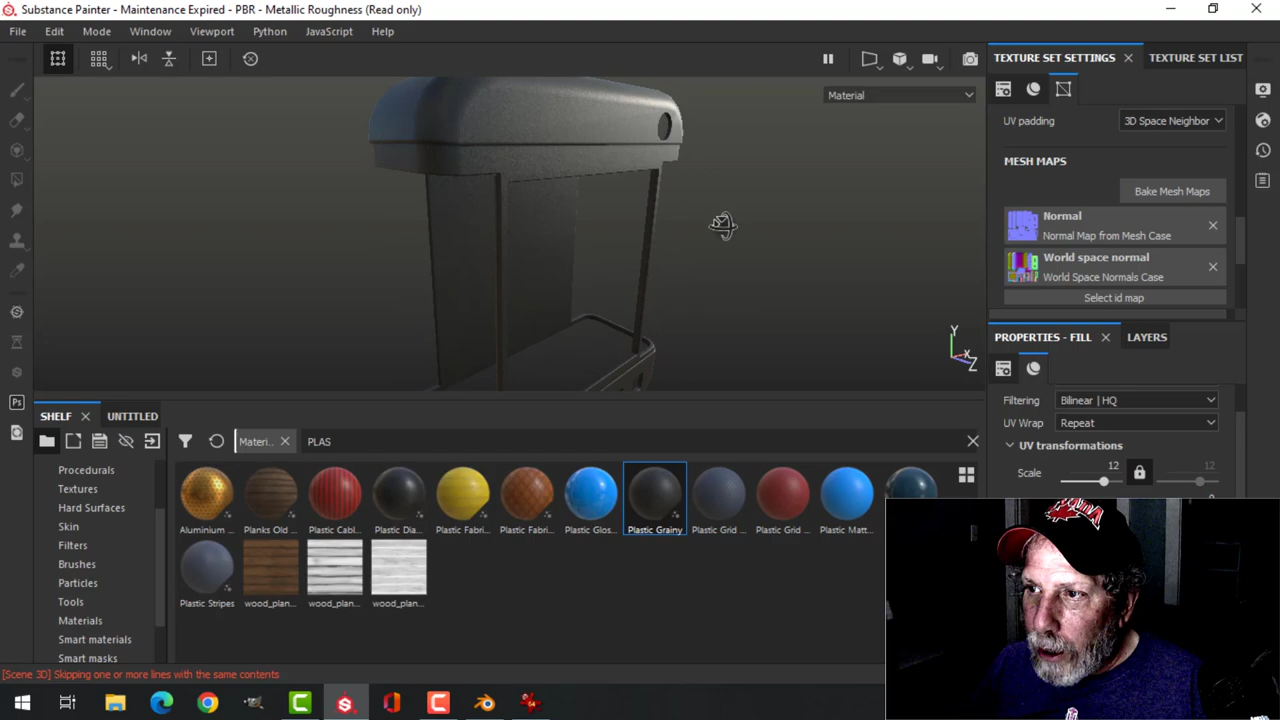 Substance Painter - Maintenance Expired - PBR - Metallic Roughness (Read only)
File Edit Mode Window Viewport Python JavaScript Help
TEXTURE SET SETTINGS TEXTURE SET LIST
Material
UV padding 3D Space Neighbor
MESH MAPS
Bake Mesh Maps
Normal
Normal Map from Mesh Case
World space normal
World Space Normals Case
Select id map
Y
X
Z
PROPERTIES - FILL LAYERS
Filtering Bilinear | HQ
UV Wrap Repeat
UV transformations
Scale 12 12
SHELF UNTITLED
Ps
Materi.. PLAS
Procedurals
Textures
Hard Surfaces
Skin
Filters
Brushes
Particles
Tools
Materials
Smart materials
Smart masks
Aluminium ... Planks Old ... Plastic Cabl... Plastic Dia... Plastic Fabri... Plastic Fabri... Plastic Glos... Plastic Grainy Plastic Grid ... Plastic Grid ... Plastic Matt...
Plastic Stripes wood_plan... wood_plan... wood_plan...
[Scene 3D] Skipping one or more lines with the same contents